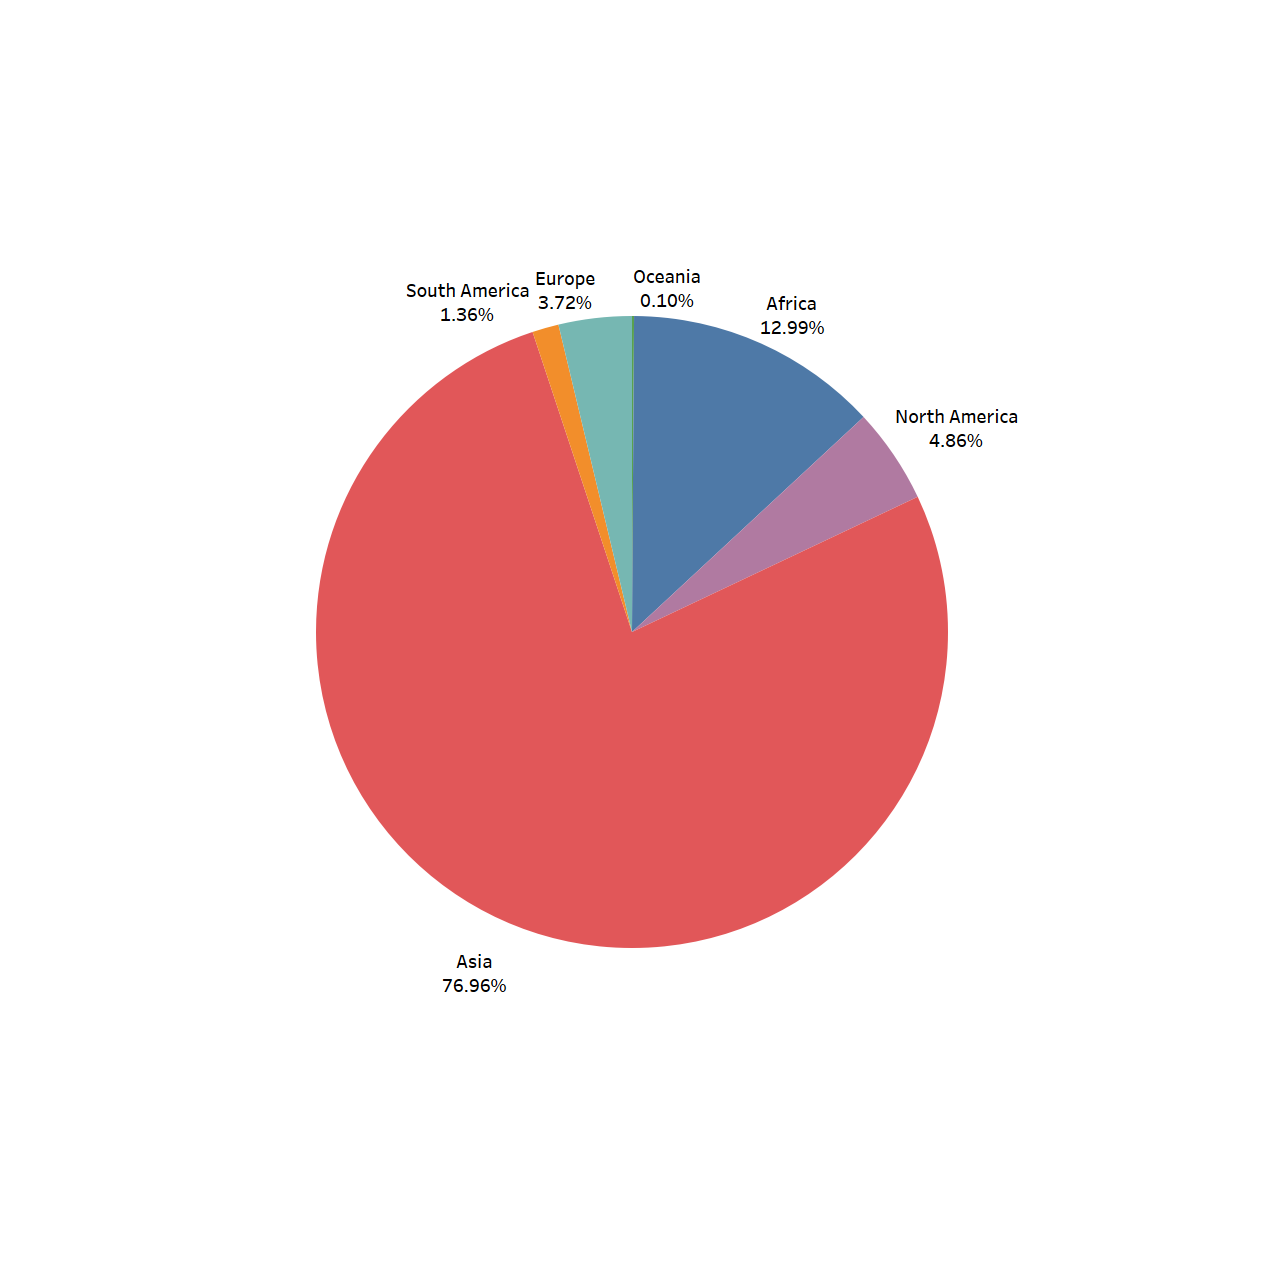 South America
1.36%
Europe
3.72%
Oceania
0.10%
Africa
12.99%
North America
4.86%
Asia
76.96%